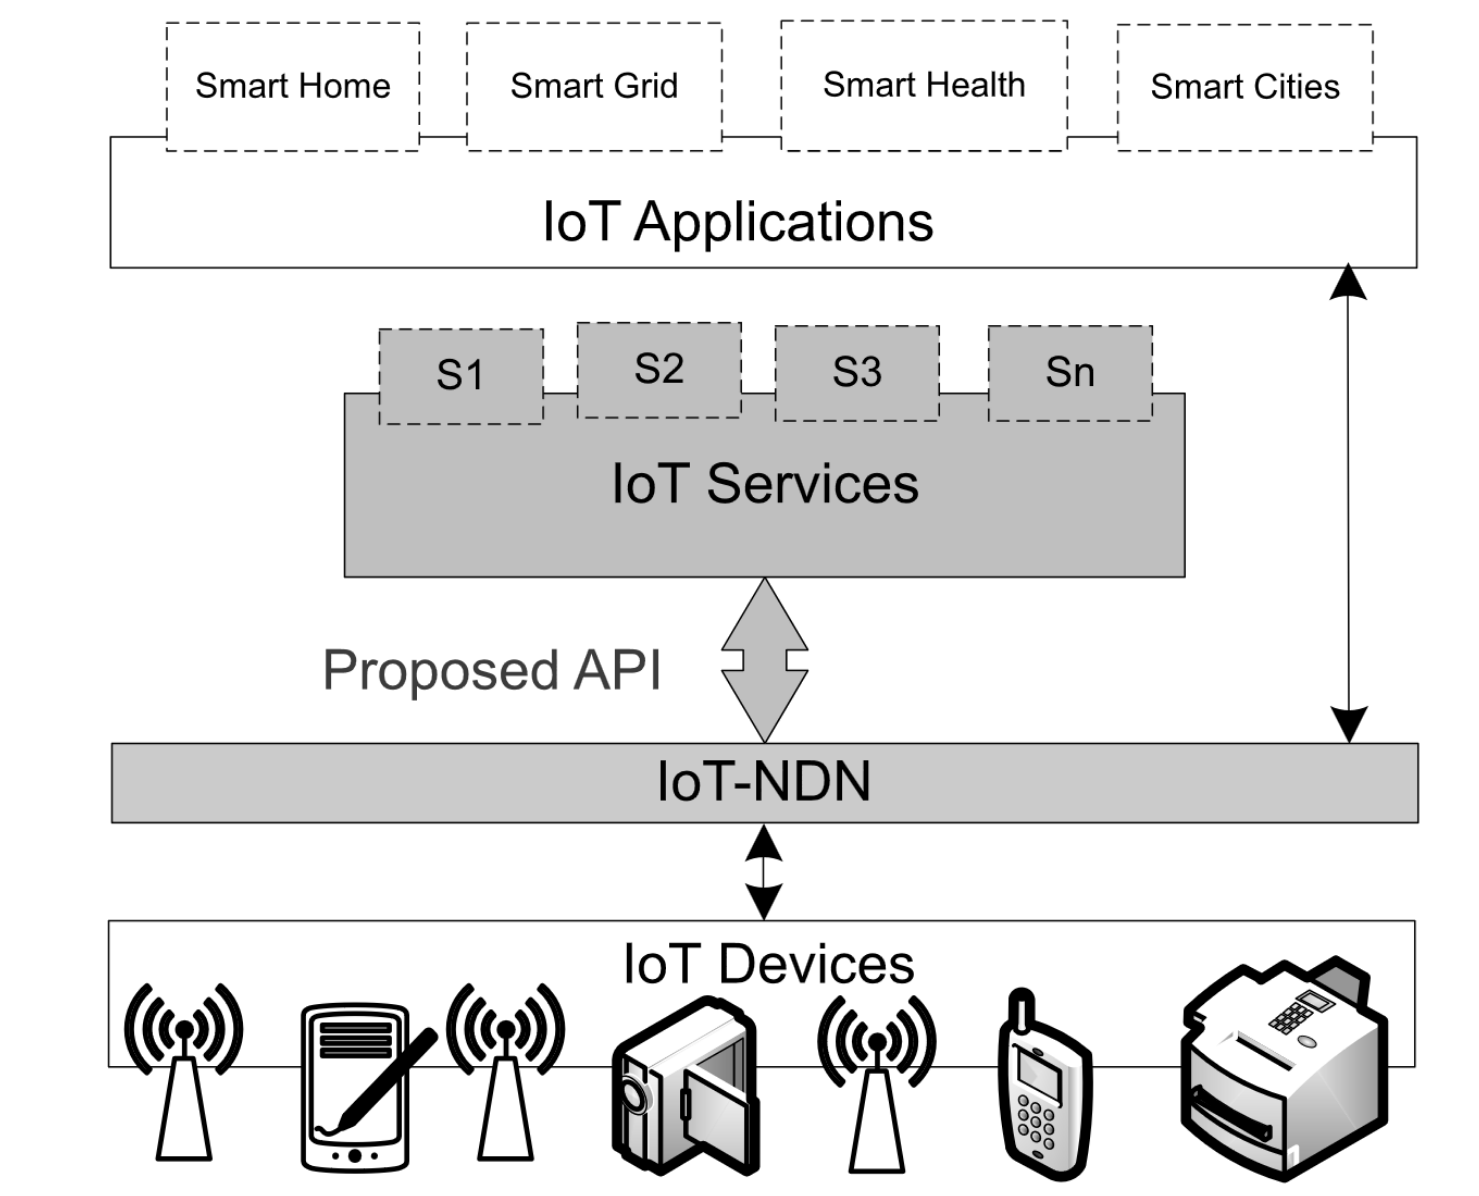 Smart Home
Smart Grid
Smart Health
Smart Cities
IoT Applications
S1
S2
S3
Sn
IoT Services
Proposed API
IoT-NDN
IoT Devices